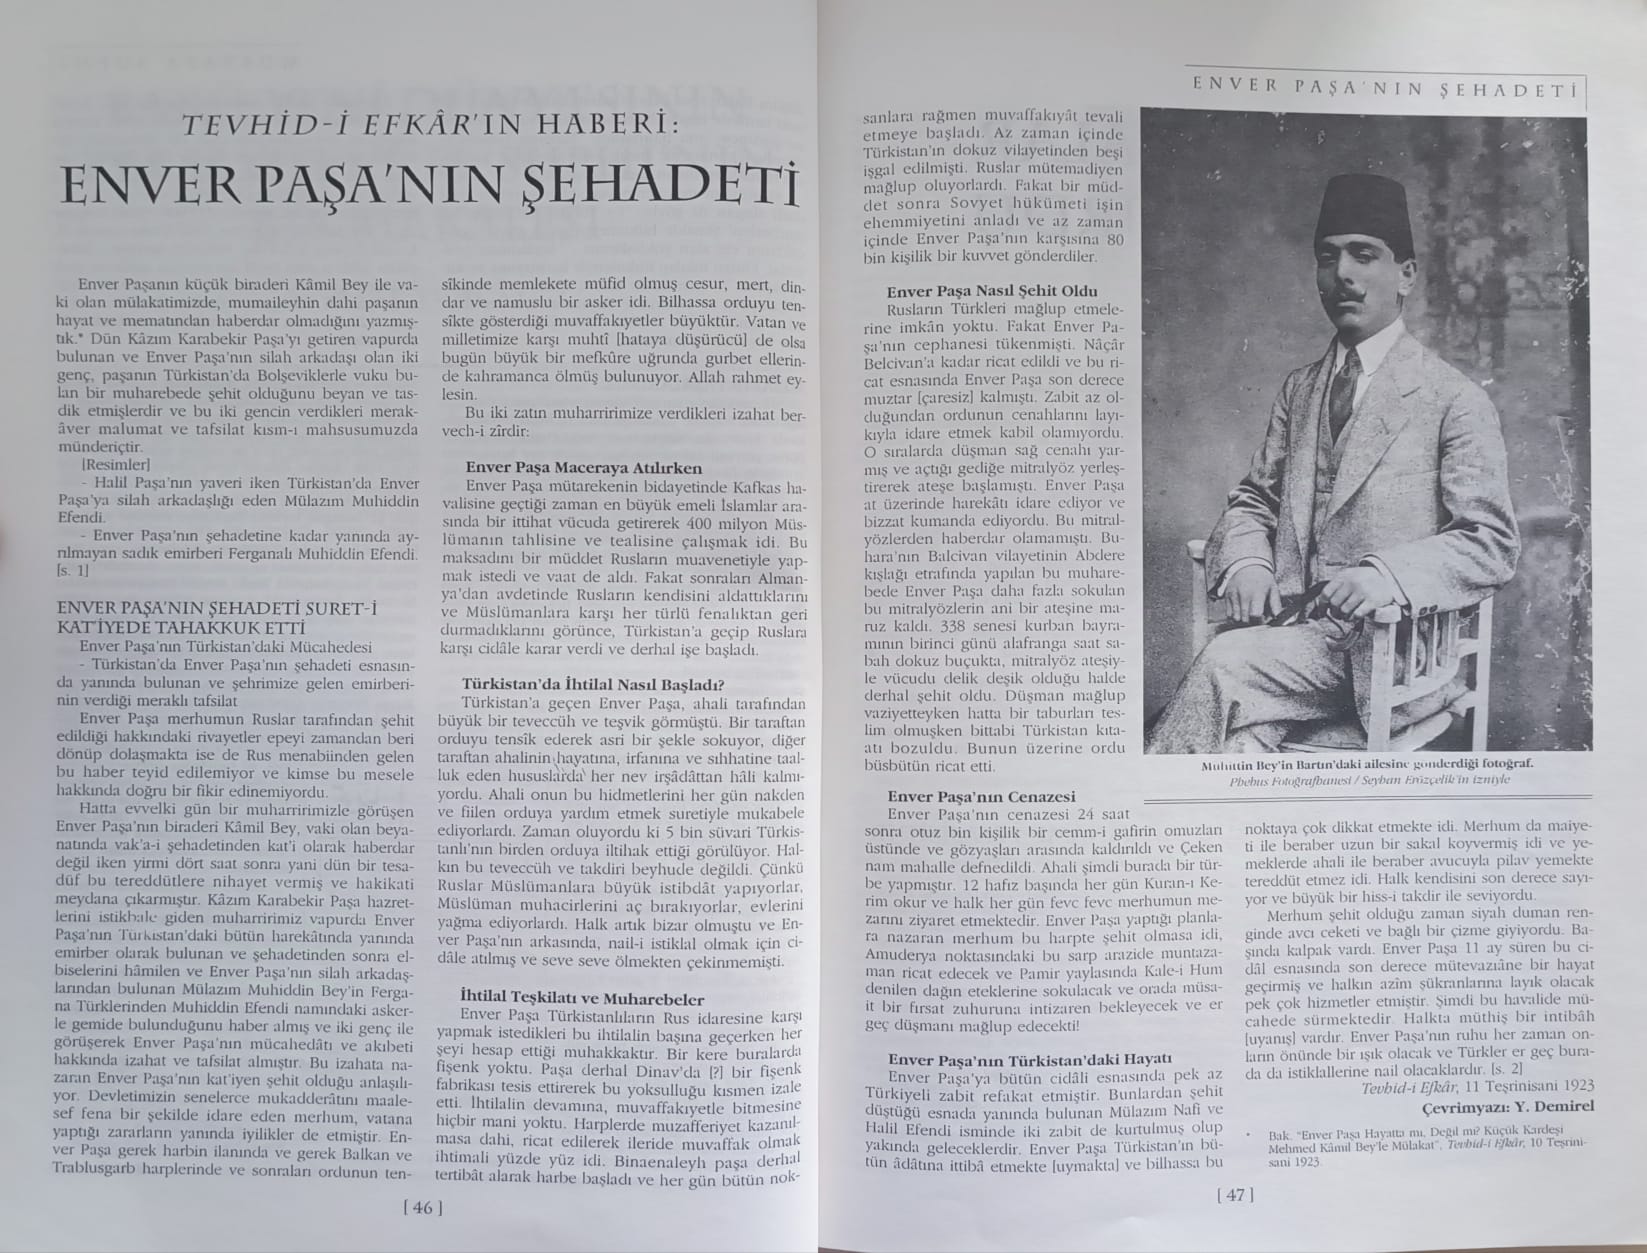 TEVHİD-İ EFKÂR'IN HABERİ:
ENVER PAŞA'NIN ŞEHADETİ
Enver Paşanın küçük biraderi Kâmil Bey ile va-
ki olan mülakatimizde, mumaileyhin dahi paşanın
hayat ve mematından haberdar olmadığını yazmış-
tık.* Dün Kâzım Karabekir Paşa'yı getiren vapurda
bulunan ve Enver Paşa'nın silah arkadaşı olan iki
genç, paşanın Türkistan'da Bolşeviklerle vuku bu-
lan bir muharebede şehit olduğunu beyan ve tas-
dik etmişlerdir ve bu iki gencin verdikleri merak-
âver malumat ve tafsilat kısm-ı mahsusumuzda
münderiçtir.
[Resimler]
- Halil Paşa'nın yaveri iken Türkistan'da Enver
Paşa'ya silah arkadaşlığı eden Mülazım Muhiddin
Efendi.
- Enver Paşa'nın şehadetine kadar yanında ay-
rılmayan sadık emirberi Ferganalı Muhiddin Efendi.
[s. 1]
ENVER PAŞA'NIN ŞEHADETİ SURET-İ
KAT'İYEDE TAHAKKUK ETTİ
Enver Paşa'nın Türkistan'daki Mücahedesi
- Türkistan'da Enver Paşa'nın şehadeti esnasın-
da yanında bulunan ve şehrimize gelen emirberi-
nin verdiği meraklı tafsilat
Enver Paşa merhumun Ruslar tarafından şehit
edildiği hakkındaki rivayetler epeyi zamandan beri
dönüp dolaşmakta ise de Rus menabiinden gelen
bu haber teyid edilemiyor ve kimse bu mesele
hakkında doğru bir fikir edinemiyordu.
Hatta evvelki gün bir muharririmizle görüşen
Enver Paşa'nın biraderi Kâmil Bey, vaki olan beya-
natında vak'a-i şehadetinden kat'i olarak haberdar
değil iken yirmi dört saat sonra yani dün bir tesa-
düf bu tereddütlere nihayet vermiş ve hakikati
meydana çıkarmıştır. Kâzım Karabekir Paşa hazret-
lerini istikbale giden muharririmiz vapurda Enver
Paşa'nın Türkistan'daki bütün harekâtında yanında
emirber olarak bulunan ve şehadetinden sonra el-
biselerini hâmilen ve Enver Paşa'nın silah arkadaş-
larından bulunan Mülazım Muhiddin Bey'in Ferga-
na Türklerinden Muhiddin Efendi namındaki asker-
le gemide bulunduğunu haber almış ve iki genç ile
görüşerek Enver Paşa'nın mücahedâtı ve akıbeti
hakkında izahat ve tafsilat almıştır. Bu izahata na-
zaran Enver Paşa'nın kat'iyen şehit olduğu anlaşılı-
yor. Devletimizin senelerce mukadderâtını maale-
sef fena bir şekilde idare eden merhum, vatana
yaptığı zararların yanında iyilikler de etmiştir. En-
ver Paşa gerek harbin ilanında ve gerek Balkan ve
Trablusgarb harplerinde ve sonraları ordunun ten-
sîkinde memlekete müfid olmuş cesur, mert, din-
dar ve namuslu bir asker idi. Bilhassa orduyu ten-
sîkte gösterdiği muvaffakıyetler büyüktür. Vatan ve
milletimize karşı muhtî [hataya düşürücü] de olsa
bugün büyük bir mefkûre uğrunda gurbet ellerin-
de kahramanca ölmüş bulunuyor. Allah rahmet ey-
lesin.
Bu iki zatın muharririmize verdikleri izahat ber-
vech-i zîrdir:
Enver Paşa Maceraya Atılırken
Enver Paşa mütarekenin bidayetinde Kafkas ha-
valisine geçtiği zaman en büyük emeli İslamlar ara-
sında bir ittihat vücuda getirerek 400 milyon Müs-
lümanın tahlisine ve tealisine çalışmak idi. Bu
maksadını bir müddet Rusların muavenetiyle yap-
mak istedi ve vaat de aldı. Fakat sonraları Alman-
ya'dan avdetinde Rusların kendisini aldattıklarını
ve Müslümanlara karşı her türlü fenalıktan geri
durmadıklarını görünce, Türkistan'a geçip Ruslara
karşı cidâle karar verdi ve derhal işe başladı.
Türkistan'da İhtilal Nasıl Başladı?
Türkistan'a geçen Enver Paşa, ahali tarafından
büyük bir teveccüh ve teşvik görmüştü. Bir taraftan
orduyu tensîk ederek asri bir şekle sokuyor, diğer
taraftan ahalinin hayatına, irfanına ve sıhhatine taal-
luk eden hususlarda her nev irşâdâttan hâli kalmı-
yordu. Ahali onun bu hidmetlerini her gün nakden
ve fiilen orduya yardım etmek suretiyle mukabele
ediyorlardı. Zaman oluyordu ki 5 bin süvari Türkis-
tanlı'nın birden orduya iltihak ettiği görülüyor. Hal-
kın bu teveccüh ve takdiri beyhude değildi. Çünkü
Ruslar Müslümanlara büyük istibdât yapıyorlar,
Müslüman muhacirlerini aç bırakıyorlar, evlerini
yağma ediyorlardı. Halk artık bizar olmuştu ve En-
ver Paşa'nın arkasında, nail-i istiklal olmak için ci-
dâle atılmış ve seve seve ölmekten çekinmemişti.
İhtilal Teşkilatı ve Muharebeler
Enver Paşa Türkistanlıların Rus idaresine karşı
yapmak istedikleri bu ihtilalin başına geçerken her
şeyi hesap ettiği muhakkaktır. Bir kere buralarda
fişenk yoktu. Paşa derhal Dinav'da [?] bir fişenk
fabrikası tesis ettirerek bu yoksulluğu kısmen izale
etti. İhtilalin devamına, muvaffakıyetle bitmesine
hiçbir mani yoktu. Harplerde muzafferiyet kazanıl-
masa dahi, ricat edilerek ileride muvaffak olmak
ihtimali yüzde yüz idi. Binaenaleyh paşa derhal
tertibât alarak harbe başladı ve her gün bütün nok-
[ 46 ]
ENVER PAŞA'NIN ŞEHADETİ
sanlara rağmen muvaffakıyât tevali
etmeye başladı. Az zaman içinde
Türkistan'ın dokuz vilayetinden beşi
işgal edilmişti. Ruslar mütemadiyen
mağlup oluyorlardı. Fakat bir müd-
det sonra Sovyet hükümeti işin
ehemmiyetini anladı ve az zaman
içinde Enver Paşa'nın karşısına 80
bin kişilik bir kuvvet gönderdiler.
Enver Paşa Nasıl Şehit Oldu
Rusların Türkleri mağlup etmele-
rine imkân yoktu. Fakat Enver Pa-
şa'nın cephanesi tükenmişti. Nâçâr
Belcivan'a kadar ricat edildi ve bu ri-
cat esnasında Enver Paşa son derece
muztar [çaresiz] kalmıştı. Zabit az ol-
duğundan ordunun cenahlarını layı-
kıyla idare etmek kabil olamıyordu.
O sıralarda düşman sağ cenahı yar-
mış ve açtığı gediğe mitralyöz yerleş-
tirerek ateşe başlamıştı. Enver Paşa
at üzerinde harekâtı idare ediyor ve
bizzat kumanda ediyordu. Bu mitral-
yözlerden haberdar olamamıştı. Bu-
hara'nın Balcivan vilayetinin Abdere
kışlağı etrafında yapılan bu muhare-
bede Enver Paşa daha fazla sokulan
bu mitralyözlerin ani bir ateşine ma-
ruz kaldı. 338 senesi kurban bayra-
mının birinci günü alafranga saat sa-
bah dokuz buçukta, mitralyöz ateşiy-
le vücudu delik deşik olduğu halde
derhal şehit oldu. Düşman mağlup
vaziyetteyken hatta bir taburları tes-
lim olmuşken bittabi Türkistan kıta-
atı bozuldu. Bunun üzerine ordu
büsbütün ricat etti.
Muhittin Bey'in Bartın'daki ailesine gönderdiği fotoğraf.
Phebus Fotoğrafhanesi / Seyhan Erözçelik'in izniyle
Enver Paşa'nın Cenazesi
Enver Paşa'nın cenazesi 24 saat
sonra otuz bin kişilik bir cemm-i gafirin omuzları
üstünde ve gözyaşları arasında kaldırıldı ve Çeken
nam mahalle defnedildi. Ahali şimdi burada bir tür-
be yapmıştır. 12 hafız başında her gün Kuran-ı Ke-
rim okur ve halk her gün fevc fevc merhumun me-
zarını ziyaret etmektedir. Enver Paşa yaptığı planla-
ra nazaran merhum bu harpte şehit olmasa idi,
Amuderya noktasındaki bu sarp arazide muntaza-
man ricat edecek ve Pamir yaylasında Kale-i Hum
denilen dağın eteklerine sokulacak ve orada müsa-
it bir fırsat zuhuruna intizaren bekleyecek ve er
geç düşmanı mağlup edecekti!
Enver Paşa'nın Türkistan'daki Hayatı
Enver Paşa'ya bütün cidâli esnasında pek az
Türkiyeli zabit refakat etmiştir. Bunlardan şehit
düştüğü esnada yanında bulunan Mülazım Nafi ve
Halil Efendi isminde iki zabit de kurtulmuş olup
yakında geleceklerdir. Enver Paşa Türkistan'ın bü-
tün âdâtına ittibâ etmekte [uymakta] ve bilhassa bu
noktaya çok dikkat etmekte idi. Merhum da maiye-
ti ile beraber uzun bir sakal koyvermiş idi ve ye-
meklerde ahali ile beraber avucuyla pilav yemekte
tereddüt etmez idi. Halk kendisini son derece sayı-
yor ve büyük bir hiss-i takdir ile seviyordu.
Merhum şehit olduğu zaman siyah duman ren-
ginde avcı ceketi ve bağlı bir çizme giyiyordu. Ba-
şında kalpak vardı. Enver Paşa 11 ay süren bu ci-
dâl esnasında son derece mütevaziâne bir hayat
geçirmiş ve halkın azîm şükranlarına layık olacak
pek çok hizmetler etmiştir. Şimdi bu havalide mü-
cahede sürmektedir. Halkta müthiş bir intibâh
[uyanış] vardır. Enver Paşa'nın ruhu her zaman on-
ların önünde bir ışık olacak ve Türkler er geç bura-
da da istiklallerine nail olacaklardır. [s. 2]
Tevhid-i Efkâr, 11 Teşrinisani 1923
Çevrimyazı: Y. Demirel
* Bak. "Enver Paşa Hayatta mı, Değil mi? Küçük Kardeşi
Mehmed Kâmil Bey'le Mülakat", Tevhid-i Efkâr, 10 Teşrini-
sani 1923.
[ 47 ]